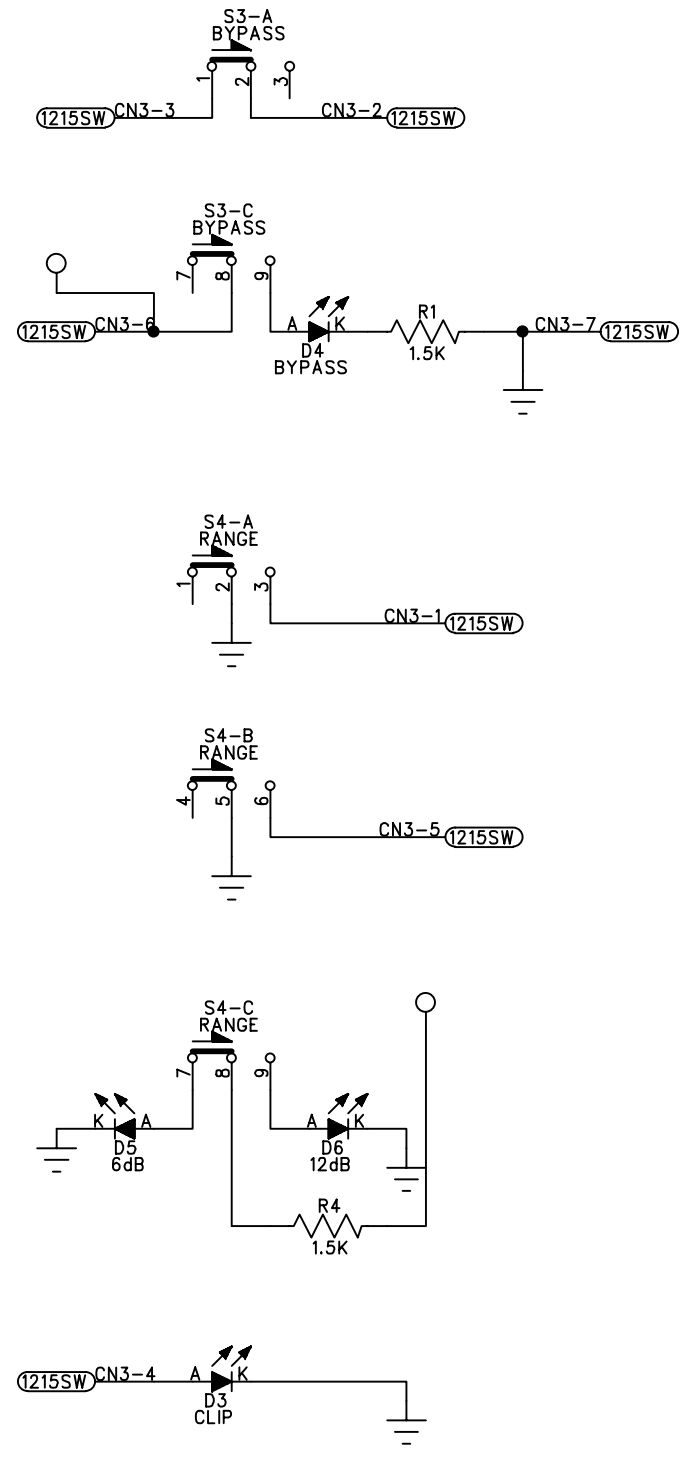 S3-A
BYPASS
1 2 3
1215SW CN3-3 CN3-2 1215SW
S3-C
BYPASS
7 8 9
1215SW CN3-6 A K R1 CN3-7 1215SW
D4 1.5K
BYPASS
S4-A
RANGE
1 2 3
CN3-1 1215SW
S4-B
RANGE
4 5 6
CN3-5 1215SW
S4-C
RANGE
7 8 9
K A A K
D5 D6
6dB 12dB
R4
1.5K
1215SW CN3-4 A K
D3
CLIP